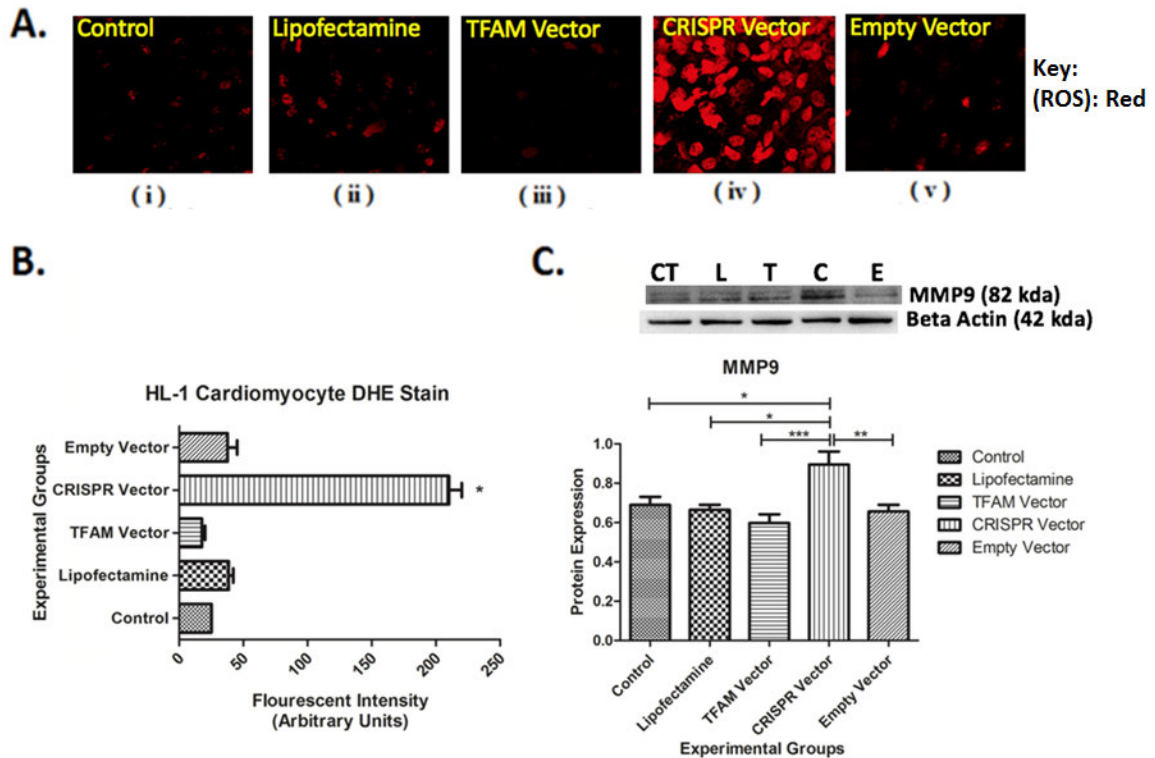 A.
Control
Lipofectamine
TFAM Vector
CRISPR Vector
Empty Vector
Key:
(ROS): Red
( i )
( ii )
( iii )
( iv )
( v )
B.
HL-1 Cardiomyocyte DHE Stain
Experimental Groups
Empty Vector
CRISPR Vector
*
TFAM Vector
Lipofectamine
Control
0
50
100
150
200
250
Flourescent Intensity
(Arbitrary Units)
C.
CT L T C E
MMP9 (82 kda)
Beta Actin (42 kda)
MMP9
*
*
***
**
Protein Expression
1.0
0.8
0.6
0.4
0.2
0.0
Control
Lipofectamine
TFAM Vector
CRISPR Vector
Empty Vector
Experimental Groups
Control
Lipofectamine
TFAM Vector
CRISPR Vector
Empty Vector